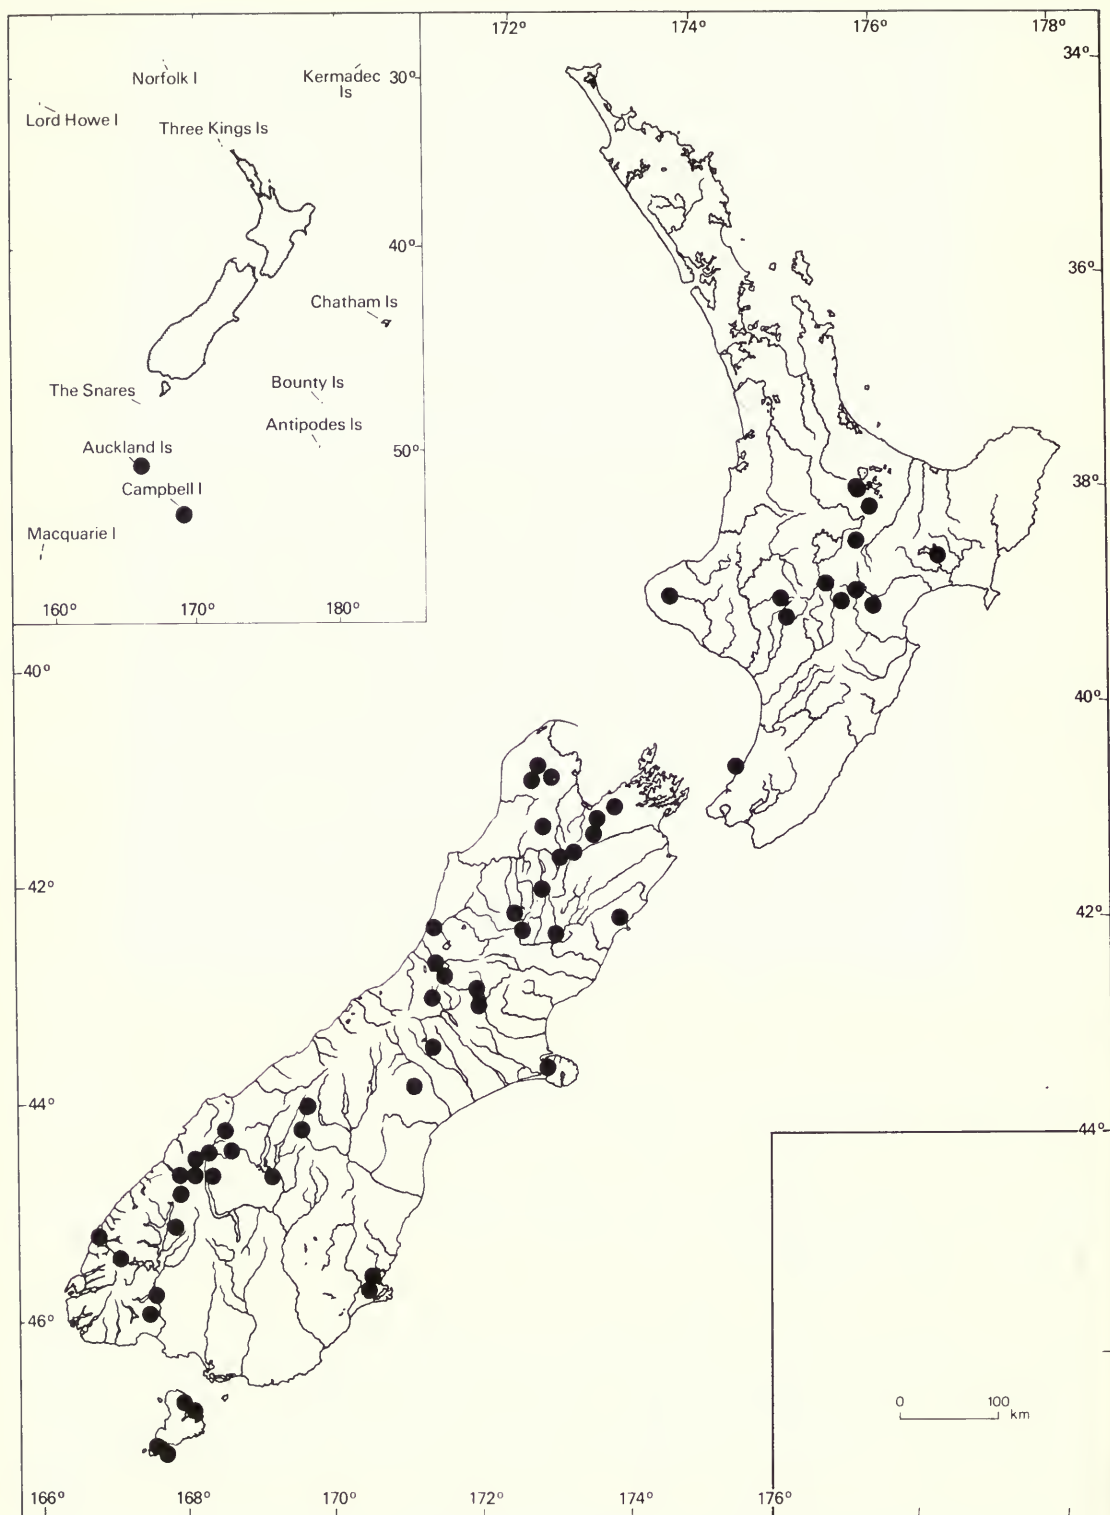 172° 174° 176° 178°
34°
Norfolk I
Kermadec 30°
Is
Lord Howe I
Three Kings Is
40°
36°
Chatham Is
The Snares
Bounty Is
Antipodes Is
Auckland Is
50°
Campbell I
38°
Macquarie I
160° 170° 180°
40°
40°
42°
42°
44°
44°
46°
0 100
km
166° 168° 170° 172° 174° 176°